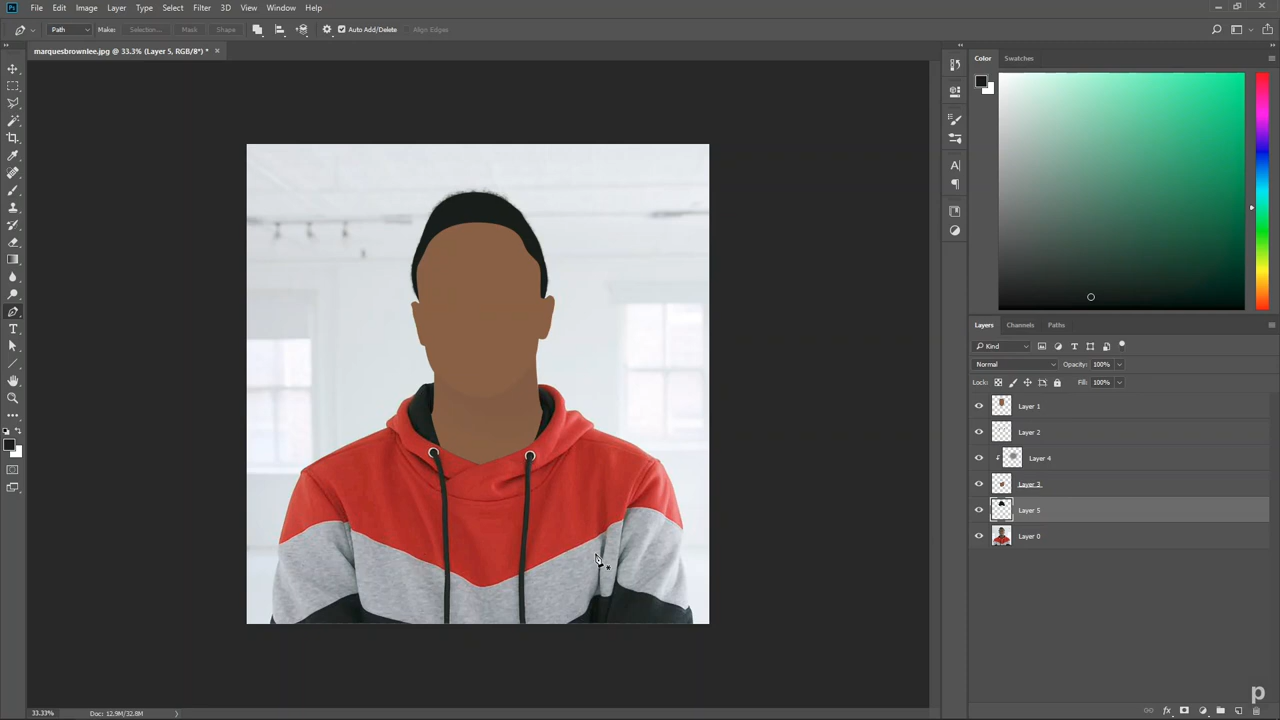 Ps File Edit Image Layer Type Select Filter 3D View Window Help
Path Make: Selection... Mask Shape Auto Add/Delete Align Edges
marquesbrownlee.jpg @ 33.3% (Layer 5, RGB/8*) * ×
Color Swatches
Layers Channels Paths
Kind
Normal Opacity: 100%
Lock: Fill: 100%
Layer 1
Layer 2
Layer 4
Layer 3
Layer 5
Layer 0
p
33.33% Doc: 12.9M/32.8M